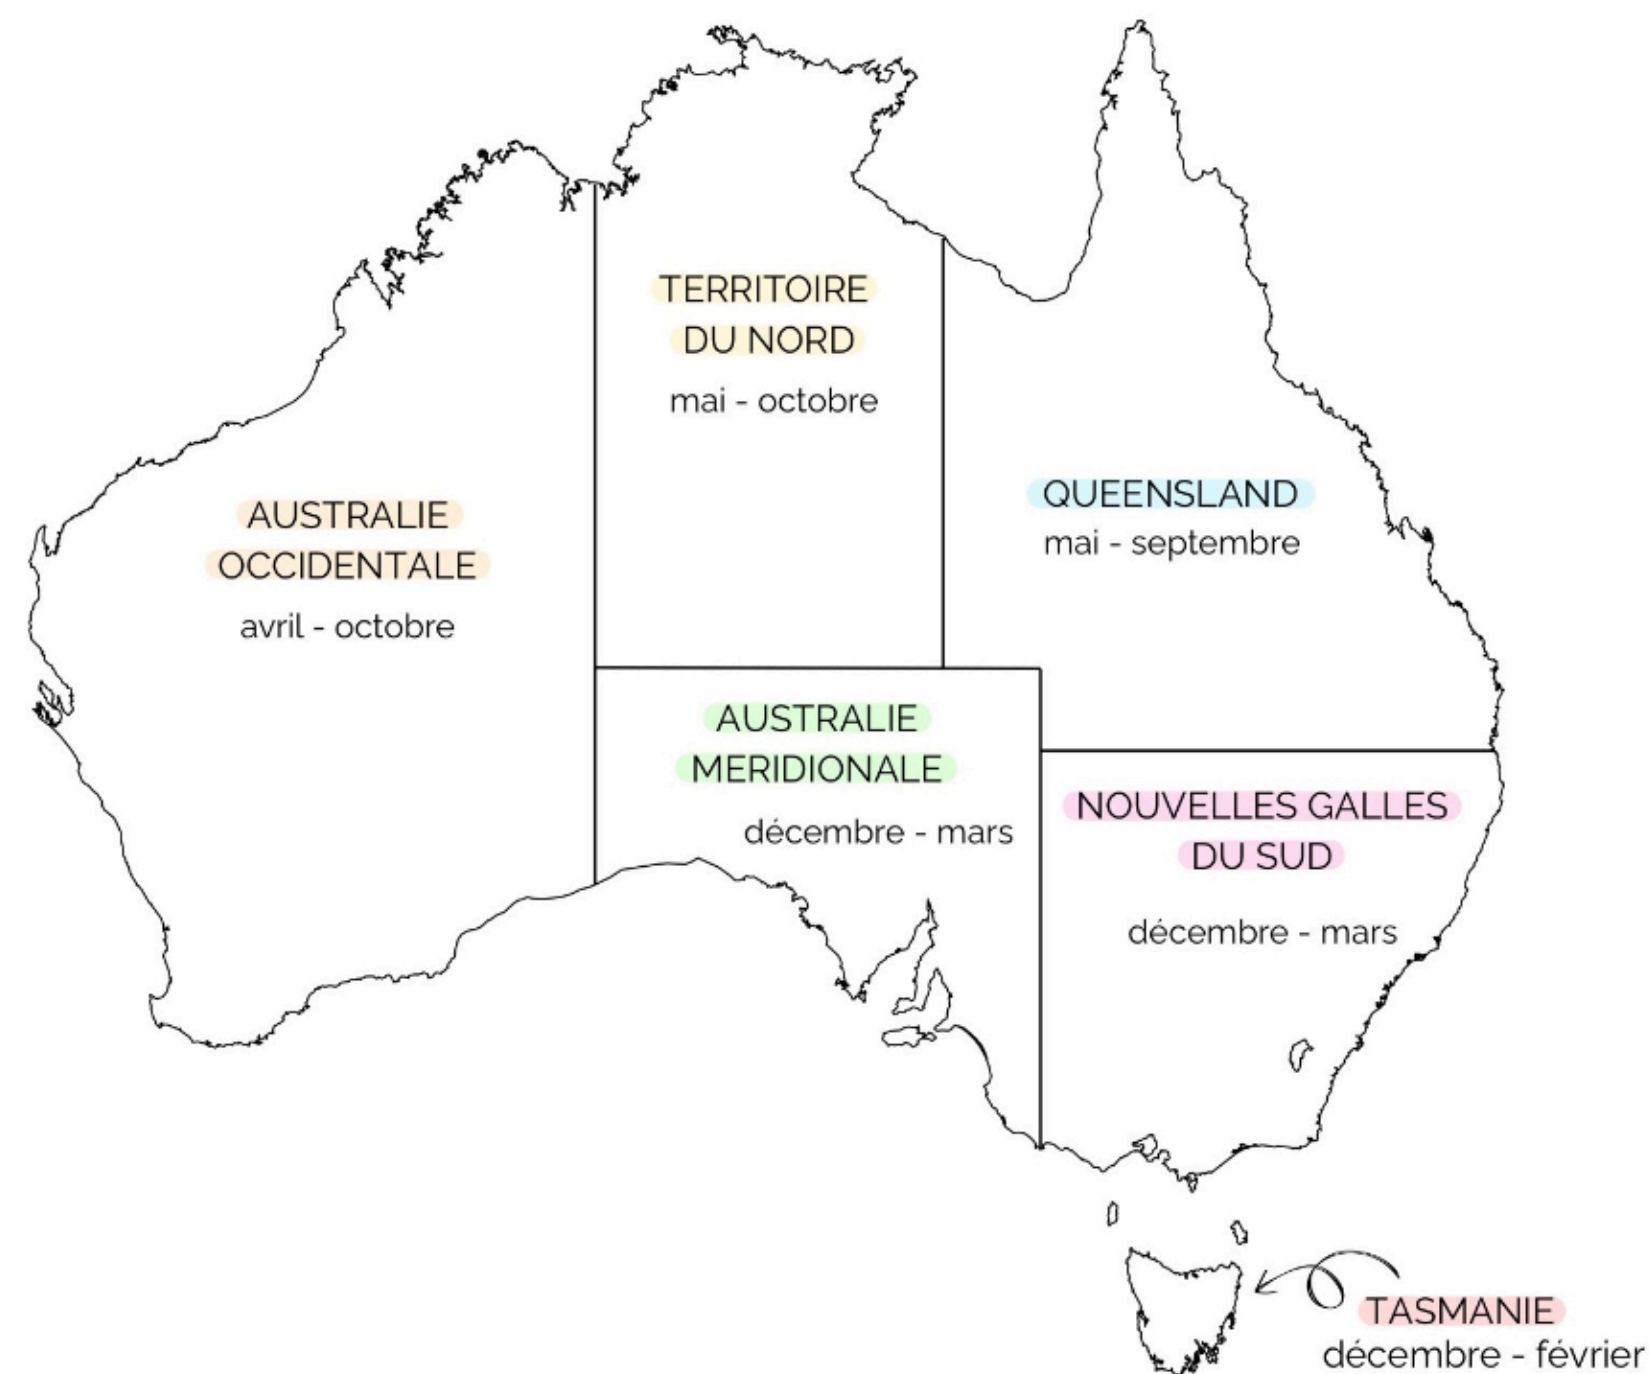 TERRITOIRE
DU NORD
mai - octobre
QUEENSLAND
mai - septembre
AUSTRALIE
OCCIDENTALE
avril - octobre
AUSTRALIE
MERIDIONALE
décembre - mars
NOUVELLES GALLES
DU SUD
décembre - mars
TASMANIE
décembre - février